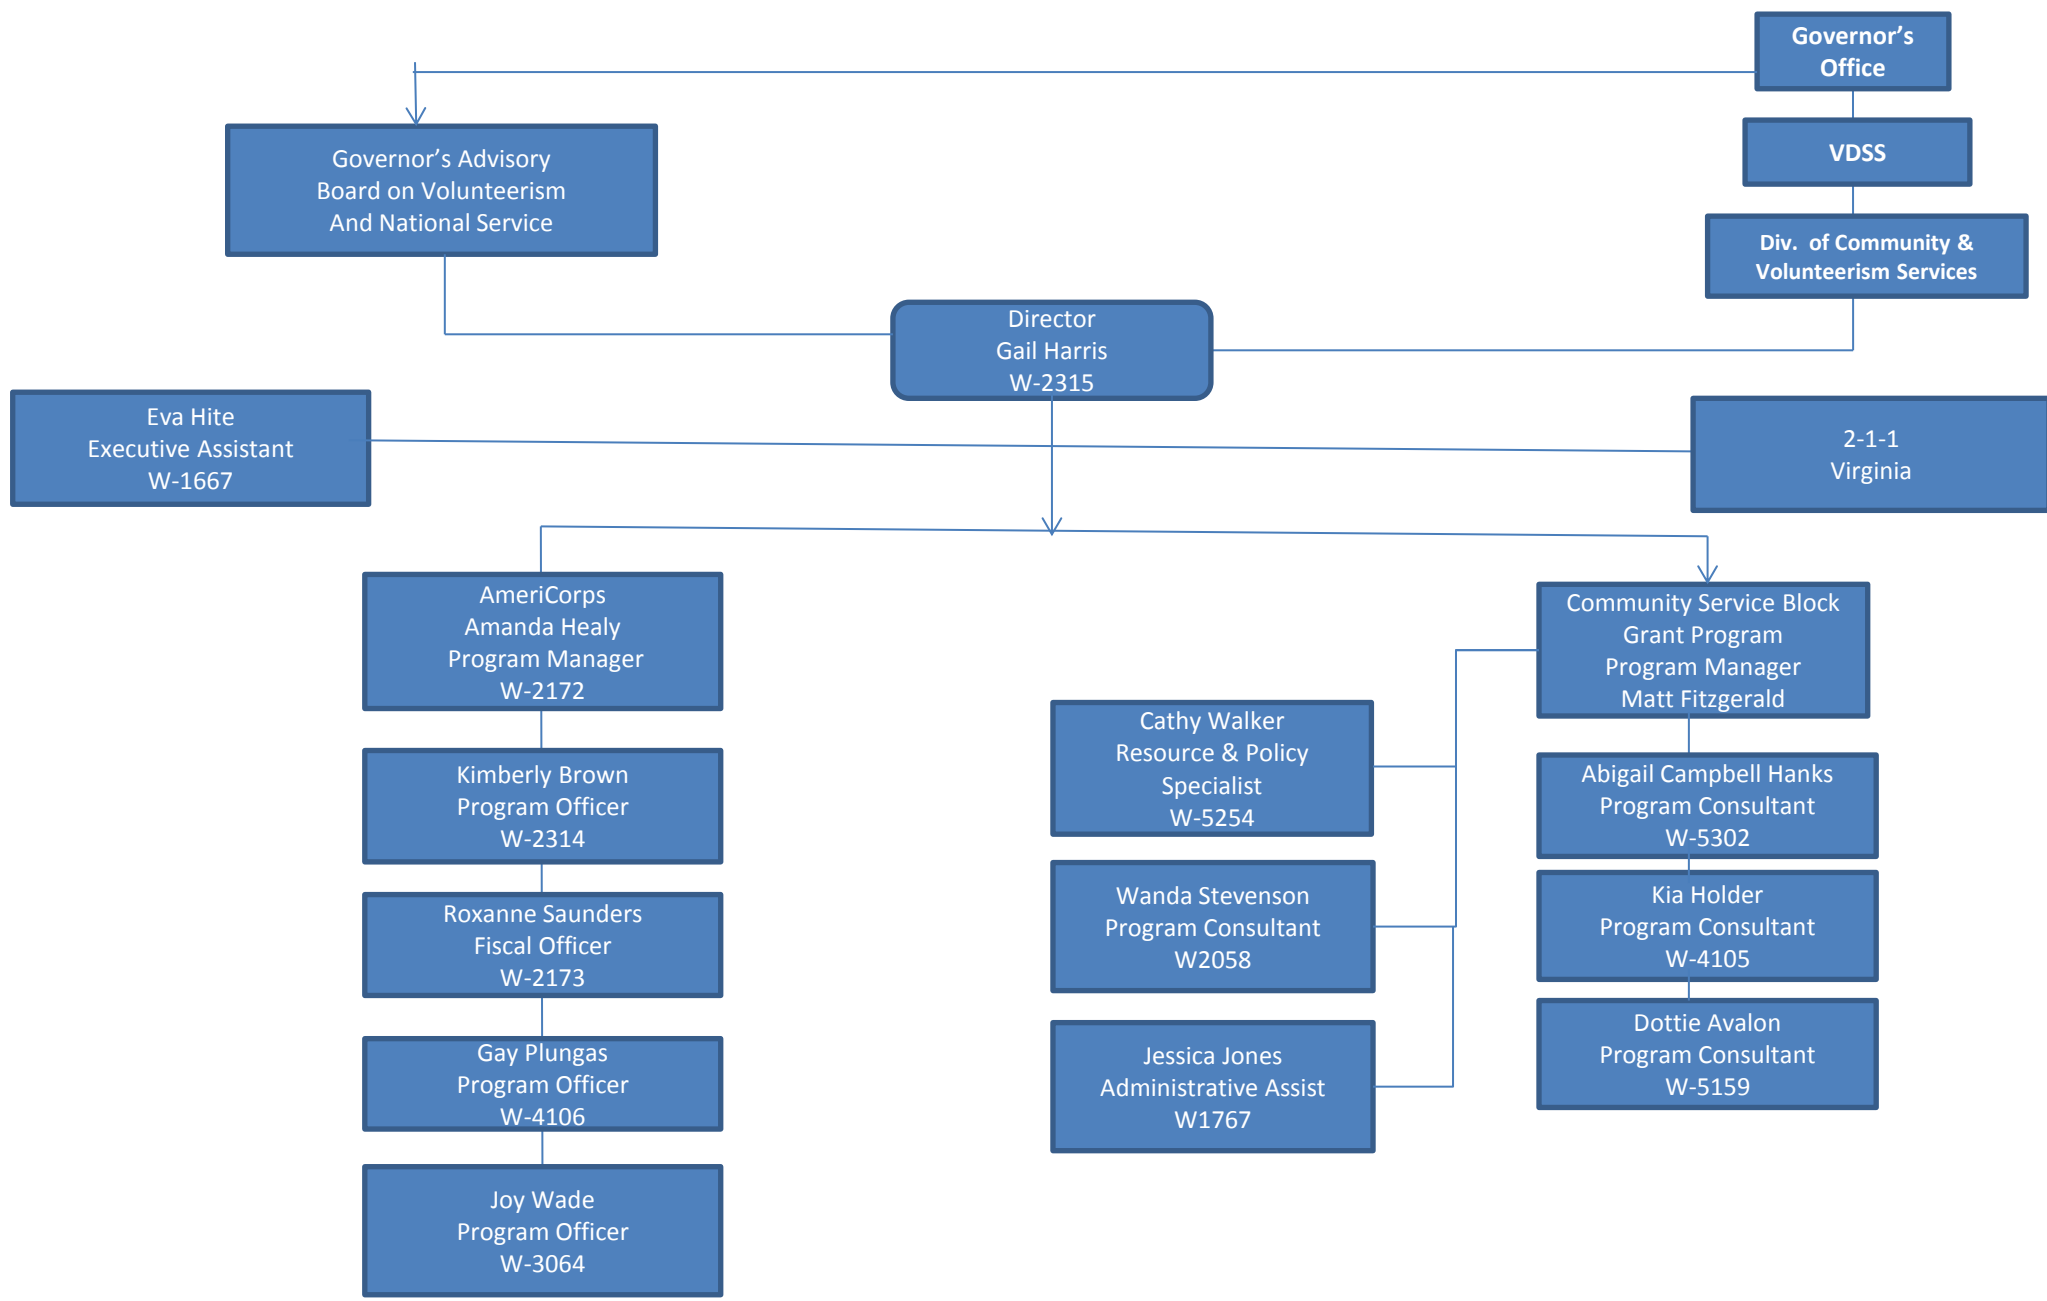 Governor’s
Office
VDSS
Div.  of Community &
Volunteerism Services
Governor’s Advisory
Board on Volunteerism
And National Service
Director
Gail Harris
W-2315
Eva Hite
Executive Assistant
W-1667
2-1-1
Virginia
AmeriCorps
Amanda Healy
Program Manager
W-2172
Kimberly Brown
Program Officer
W-2314
Roxanne Saunders
Fiscal Officer
W-2173
Gay Plungas
Program Officer
W-4106
Joy Wade
Program Officer
W-3064
Community Service Block
Grant Program
Program Manager
Matt Fitzgerald
Cathy Walker
Resource & Policy
Specialist
W-5254
Wanda Stevenson
Program Consultant
W2058
Jessica Jones
Administrative Assist
W1767
Abigail Campbell Hanks
Program Consultant
W-5302
Kia Holder
Program Consultant
W-4105
Dottie Avalon
Program Consultant
W-5159